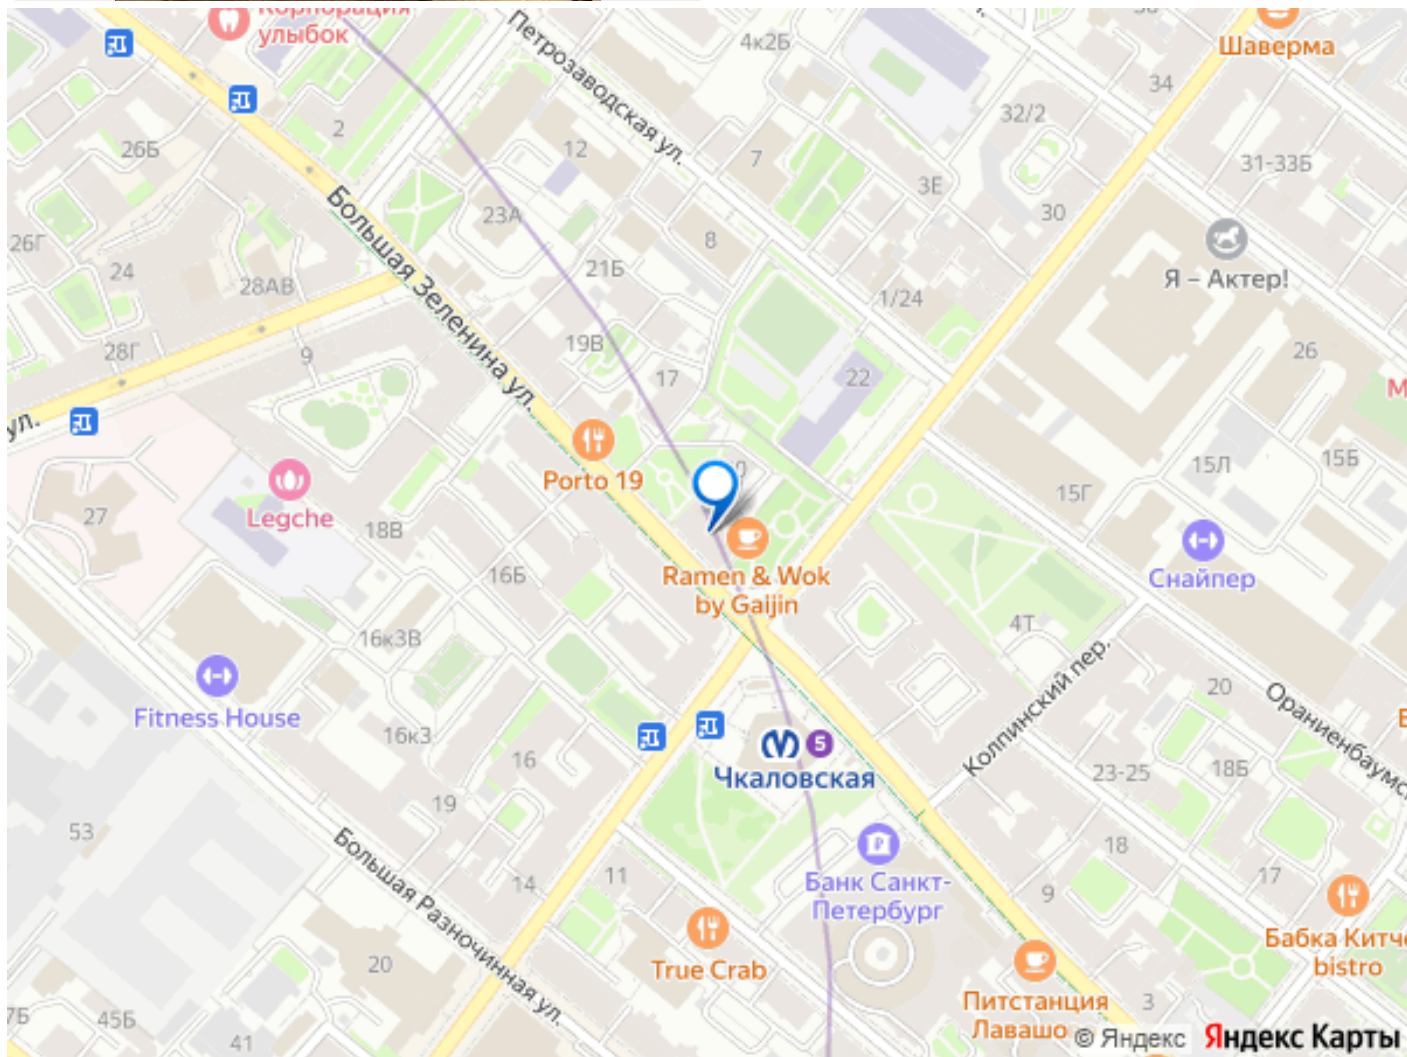 Корпорация
улыбок
Петрозаводская ул.
4к2Б
Шаверма
34
32/2
2
26Б
12
7
31-33Б
3Е
30
23А
Большая Зеленина ул.
26Г
24
8
Я – Актер!
21Б
28АВ
1/24
28Г
9
19В
17
22
26
ул.
Porto 19
15Л
15Б
15Г
Legche
27
18В
Ramen & Wok
by Gaijin
16Б
Снайпер
4Т
16к3В
Колпинский пер.
20
Ораниенбаумс
Fitness House
16к3
16
Чкаловская
5
23-25
18Б
19
53
Большая Разночинная ул.
18
14
11
Банк Санкт-
Петербург
9
17
20
True Crab
Бабка Китч
bistro
Питстанция
Лавашо
3
45Б
41
© Яндекс
Яндекс Карты